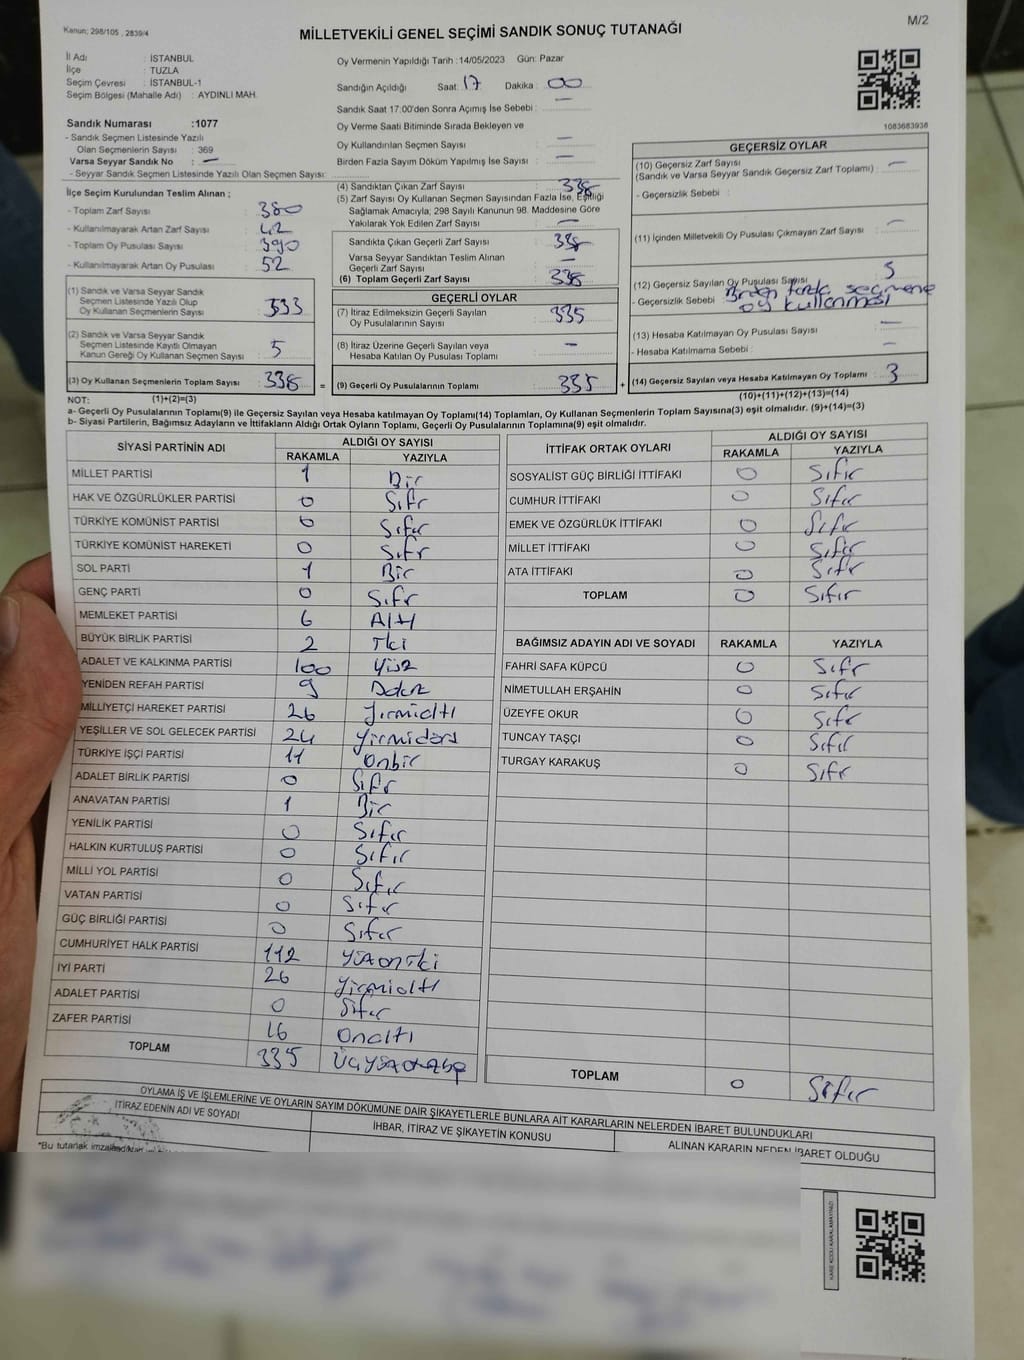 Kanun; 298/105 , 2839/4
MİLLETVEKİLİ GENEL SEÇİMİ SANDIK SONUÇ TUTANAĞI
M/2
İl Adı : İSTANBUL
İlçe : TUZLA
Seçim Çevresi : İSTANBUL-1
Seçim Bölgesi (Mahalle Adı) : AYDINLI MAH.
Oy Vermenin Yapıldığı Tarih : 14/05/2023 Gün: Pazar
Sandığın Açıldığı Saat: 17 Dakika : 00
Sandık Saat 17:00'den Sonra Açımış İse Sebebi : —
Sandık Numarası :1077
- Sandık Seçmen Listesinde Yazılı
Olan Seçmenlerin Sayısı : 369
Varsa Seyyar Sandık No : —
- Seyyar Sandık Seçmen Listesinde Yazılı Olan Seçmen Sayısı:
Oy Verme Saati Bitiminde Sırada Bekleyen ve
Oy Kullandırılan Seçmen Sayısı : —
Birden Fazla Sayım Döküm Yapılmış İse Sayısı : —
1083683936
İlçe Seçim Kurulundan Teslim Alınan ;
- Toplam Zarf Sayısı : 380
- Kullanılmayarak Artan Zarf Sayısı : 42
- Toplam Oy Pusulası Sayısı : 390
- Kullanılmayarak Artan Oy Pusulası : 52
(1) Sandık ve Varsa Seyyar Sandık
Seçmen Listesinde Yazılı Olup
Oy Kullanan Seçmenlerin Sayısı : 333
(2) Sandık ve Varsa Seyyar Sandık
Seçmen Listesinde Kayıtlı Olmayan
Kanun Gereği Oy Kullanan Seçmen Sayısı : 5
(3) Oy Kullanan Seçmenlerin Toplam Sayısı : 338 =
(4) Sandıktan Çıkan Zarf Sayısı : 338
(5) Zarf Sayısı Oy Kullanan Seçmen Sayısından Fazla İse, Eşitliği
Sağlamak Amacıyla; 298 Sayılı Kanunun 98. Maddesine Göre
Yakılarak Yok Edilen Zarf Sayısı : —
Sandıkta Çıkan Geçerli Zarf Sayısı : 338
Varsa Seyyar Sandıktan Teslim Alınan
Geçerli Zarf Sayısı : —
(6) Toplam Geçerli Zarf Sayısı : 338
GEÇERLİ OYLAR
(7) İtiraz Edilmeksizin Geçerli Sayılan
Oy Pusulalarının Sayısı : 335
(8) İtiraz Üzerine Geçerli Sayılan veya
Hesaba Katılan Oy Pusulası Toplamı : —
(9) Geçerli Oy Pusulalarının Toplamı : 335 +
GEÇERSİZ OYLAR
(10) Geçersiz Zarf Sayısı
(Sandık ve Varsa Seyyar Sandık Geçersiz Zarf Toplamı) : —
- Geçersizlik Sebebi :
(11) İçinden Milletvekili Oy Pusulası Çıkmayan Zarf Sayısı : —
(12) Geçersiz Sayılan Oy Pusulası Sayısı :
- Geçersizlik Sebebi : Birden fazla seçmene
oy kullanması
(13) Hesaba Katılmayan Oy Pusulası Sayısı : —
- Hesaba Katılmama Sebebi : —
(14) Geçersiz Sayılan veya Hesaba Katılmayan Oy Toplamı : 3
NOT: (1)+(2)=(3)
(10)+(11)+(12)+(13)=(14)
a- Geçerli Oy Pusulalarının Toplamı(9) ile Geçersiz Sayılan veya Hesaba katılmayan Oy Toplamı(14) Toplamları, Oy Kullanan Seçmenlerin Toplam Sayısına(3) eşit olmalıdır. (9)+(14)=(3)
b- Siyasi Partilerin, Bağımsız Adayların ve İttifakların Aldığı Ortak Oyların Toplamı, Geçerli Oy Pusulalarının Toplamına(9) eşit olmalıdır.
SİYASİ PARTİNİN ADI ALDIĞI OY SAYISI
RAKAMLA YAZIYLA
MİLLET PARTİSİ 1 Bir
HAK VE ÖZGÜRLÜKLER PARTİSİ 0 Sıfır
TÜRKİYE KOMÜNİST PARTİSİ 0 Sıfır
TÜRKİYE KOMÜNİST HAREKETİ 0 Sıfır
SOL PARTİ 1 Bir
GENÇ PARTİ 0 Sıfır
MEMLEKET PARTİSİ 6 Altı
BÜYÜK BİRLİK PARTİSİ 2 İki
ADALET VE KALKINMA PARTİSİ 100 Yüz
YENİDEN REFAH PARTİSİ 9 Dokuz
MİLLİYETÇİ HAREKET PARTİSİ 26 Yirmialtı
YEŞİLLER VE SOL GELECEK PARTİSİ 24 Yirmidört
TÜRKİYE İŞÇİ PARTİSİ 11 Onbir
ADALET BİRLİK PARTİSİ 0 Sıfır
ANAVATAN PARTİSİ 1 Bir
YENİLİK PARTİSİ 0 Sıfır
HALKIN KURTULUŞ PARTİSİ 0 Sıfır
MİLLİ YOL PARTİSİ 0 Sıfır
VATAN PARTİSİ 0 Sıfır
GÜÇ BİRLİĞİ PARTİSİ 0 Sıfır
CUMHURİYET HALK PARTİSİ 112 Yüzoniki
İYİ PARTİ 26 Yirmialtı
ADALET PARTİSİ 0 Sıfır
ZAFER PARTİSİ 16 Onaltı
TOPLAM 335 Üçyüzotuzbeş
İTTİFAK ORTAK OYLARI ALDIĞI OY SAYISI
RAKAMLA YAZIYLA
SOSYALİST GÜÇ BİRLİĞİ İTTİFAKI 0 Sıfır
CUMHUR İTTİFAKI 0 Sıfır
EMEK VE ÖZGÜRLÜK İTTİFAKI 0 Sıfır
MİLLET İTTİFAKI 0 Sıfır
ATA İTTİFAKI 0 Sıfır
TOPLAM 0 Sıfır
BAĞIMSIZ ADAYIN ADI VE SOYADI RAKAMLA YAZIYLA
FAHRİ SAFA KÜPCÜ 0 Sıfır
NİMETULLAH ERŞAHİN 0 Sıfır
ÜZEYFE OKUR 0 Sıfır
TUNCAY TAŞÇI 0 Sıfır
TURGAY KARAKUŞ 0 Sıfır
TOPLAM 0 Sıfır
OYLAMA İŞ VE İŞLEMLERİNE VE OYLARIN SAYIM DÖKÜMÜNE DAİR ŞİKAYETLERLE BUNLARA AİT KARARLARIN NELERDEN İBARET BULUNDUKLARI
İTİRAZ EDENİN ADI VE SOYADI
İHBAR, İTİRAZ VE ŞİKAYETİN KONUSU
ALINAN KARARIN NEDEN İBARET OLDUĞU
*Bu tutanak
KARE KODU KARALAMAYINIZ!